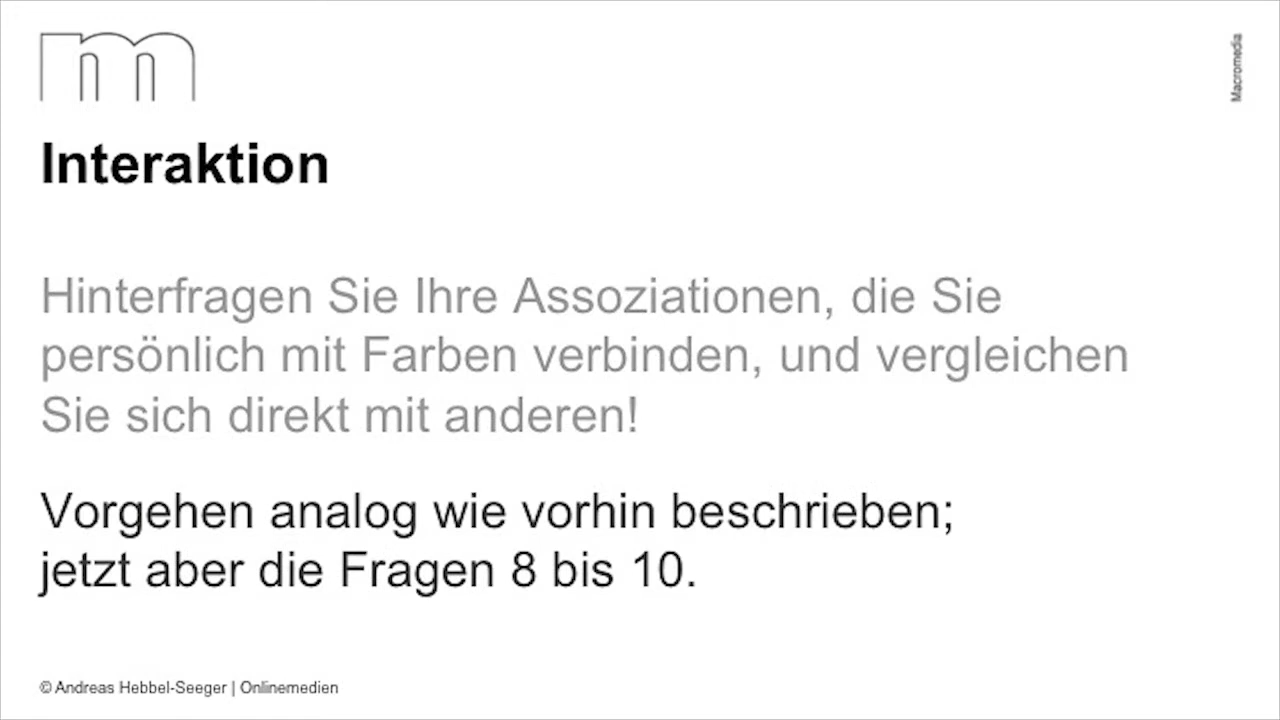 m
Macromedia
Interaktion
Hinterfragen Sie Ihre Assoziationen, die Sie
persönlich mit Farben verbinden, und vergleichen
Sie sich direkt mit anderen!
Vorgehen analog wie vorhin beschrieben;
jetzt aber die Fragen 8 bis 10.
© Andreas Hebbel-Seeger | Onlinemedien